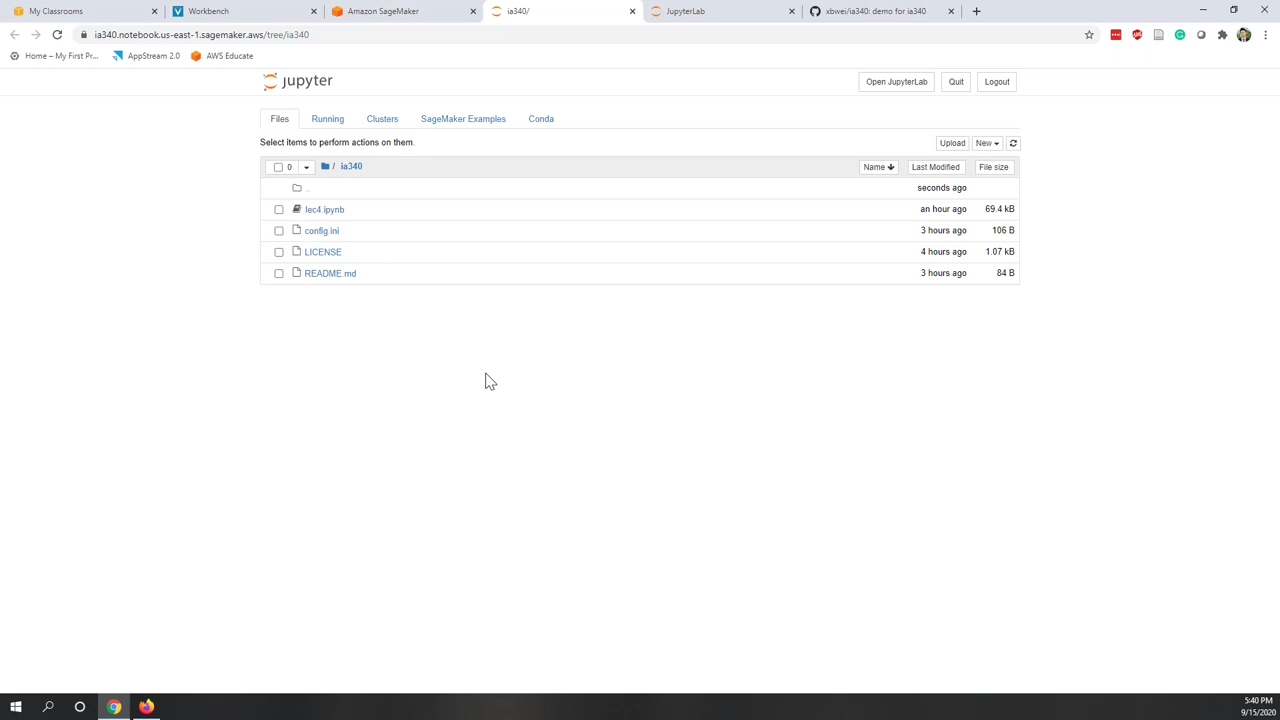 My Classrooms
Workbench
Amazon SageMaker
ia340/
JupyterLab
xbwei/ia340: demo for ia340
ia340.notebook.us-east-1.sagemaker.aws/tree/ia340
Home – My First Pr...
AppStream 2.0
AWS Educate
jupyter
Open JupyterLab
Quit
Logout
Files
Running
Clusters
SageMaker Examples
Conda
Select items to perform actions on them.
Upload
New
0
/ ia340
Name
Last Modified
File size
..
seconds ago
lec4.ipynb
an hour ago
69.4 kB
config.ini
3 hours ago
106 B
LICENSE
4 hours ago
1.07 kB
README.md
3 hours ago
84 B
5:40 PM
9/15/2020